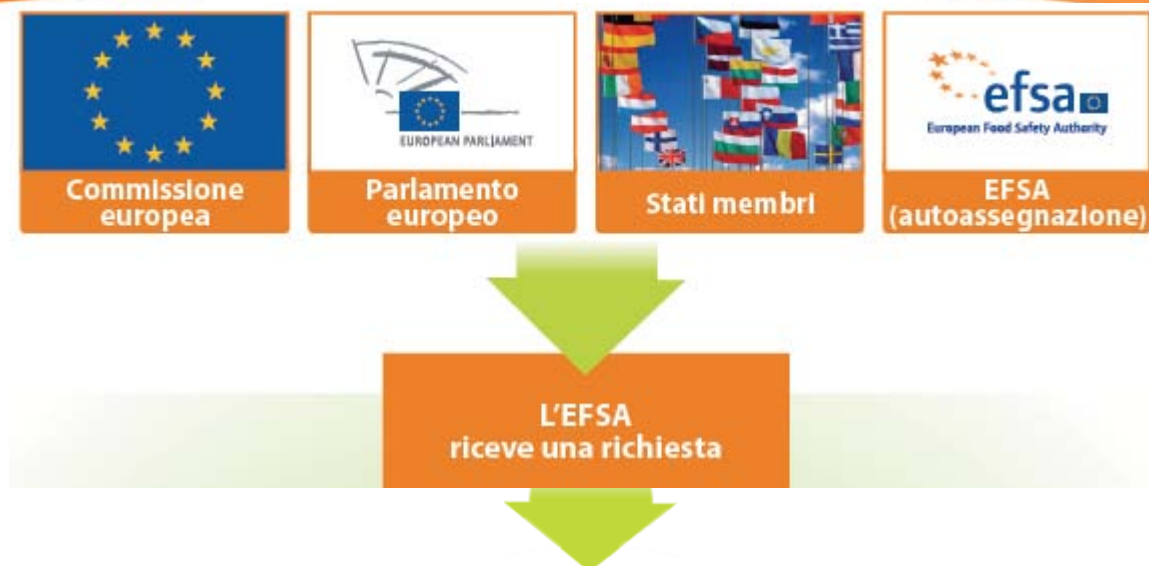 EUROPEAN PARLIAMENT
efsa
European Food Safety Authority
Commissione
europea
Parlamento
europeo
Stati membri
EFSA
(autoassegnazione)
L'EFSA
riceve una richiesta